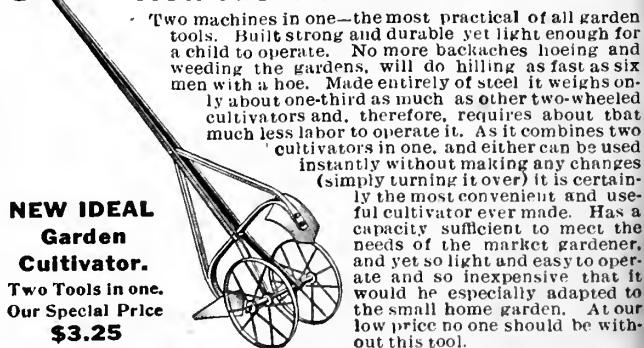 Two machines in one—the most practical of all garden
tools. Built strong and durable yet light enough for
a child to operate. No more backaches hoeing and
weeding the gardens, will do hilling as fast as six
men with a hoe. Made entirely of steel it weighs on-
ly about one-third as much as other two-wheeled
cultivators and, therefore, requires about that
much less labor to operate it. As it combines two
cultivators in one, and either can be used
instantly without making any changes
(simply turning it over) it is certain-
ly the most convenient and use-
ful cultivator ever made. Has a
capacity sufficient to meet the
needs of the market gardener,
and yet so light and easy to oper-
ate and so inexpensive that it
would be especially adapted to
the small home garden. At our
low price no one should be with-
out this tool.
NEW IDEAL
Garden
Cultivator.
Two Tools in one.
Our Special Price
$3.25